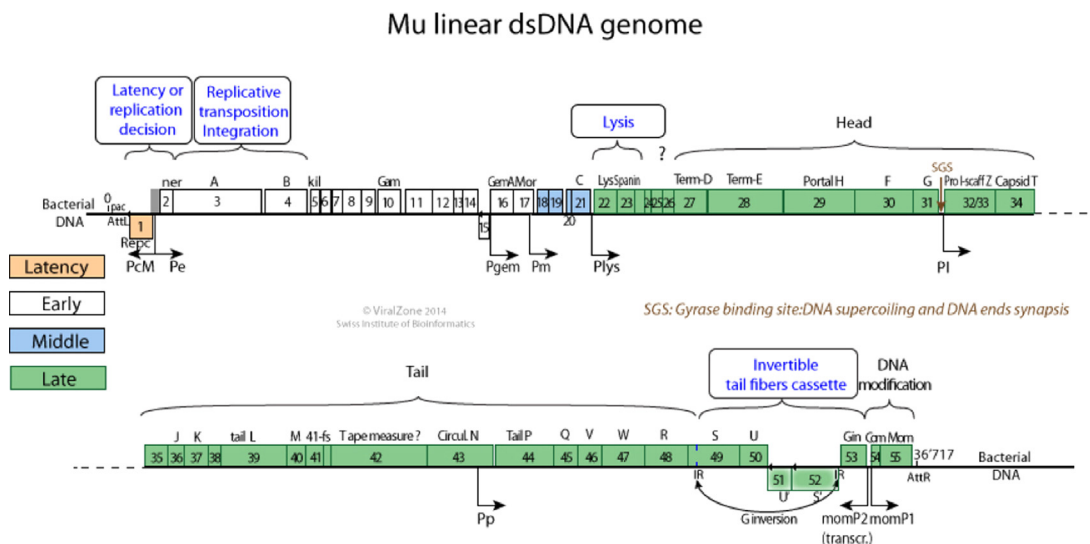 Mu linear dsDNA genome
Latency or
replication
decision
Replicative
transposition
Integration
Lysis
?
Head
SGS
ner A B kil Gam GemA Mor C Lys Spanin Term-D Term-E Portal H F G Pro I-scaff Z Capsid T
0
pac
Bacterial
DNA
AttL
2 3 4 5 6 7 8 9 10 11 12 13 14 16 17 18 19 21 22 23 24 25 26 27 28 29 30 31 32/33 34
1 15 20
Repc
PcM Pe Pgem Pm Plys PI
Latency
Early
Middle
Late
© ViralZone 2014
Swiss Institute of Bioinformatics
SGS: Gyrase binding site:DNA supercoiling and DNA ends synapsis
Tail
Invertible
tail fibers cassette
DNA
modification
J K tail L M 41-fs Tape measure ? Circul. N Tail P Q V W R S U Gin Com Mom
35 36 37 38 39 40 41 42 43 44 45 46 47 48 49 50 53 54 55
36'717
Bacterial
DNA
AttR
IR 51 52 IR
U' S'
Pp
G inversion
momP2 momP1
(transcr.)